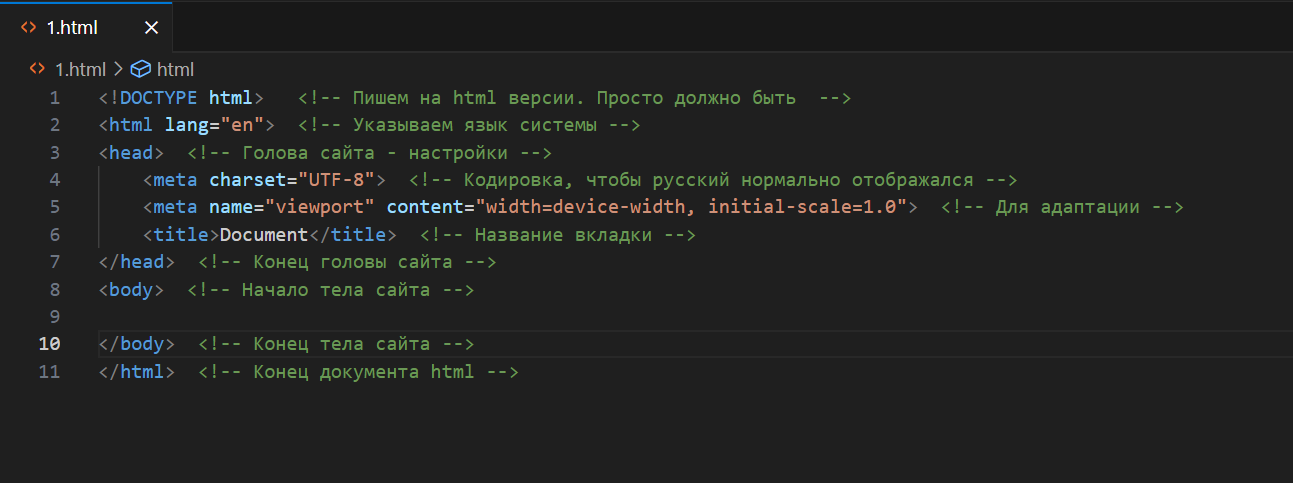 1.html
1.html > html
1 <!DOCTYPE html> <!-- Пишем на html версии. Просто должно быть -->
2 <html lang="en"> <!-- Указываем язык системы -->
3 <head> <!-- Голова сайта - настройки -->
4 <meta charset="UTF-8"> <!-- Кодировка, чтобы русский нормально отображался -->
5 <meta name="viewport" content="width=device-width, initial-scale=1.0"> <!-- Для адаптации -->
6 <title>Document</title> <!-- Название вкладки -->
7 </head> <!-- Конец головы сайта -->
8 <body> <!-- Начало тела сайта -->
9
10 </body> <!-- Конец тела сайта -->
11 </html> <!-- Конец документа html -->